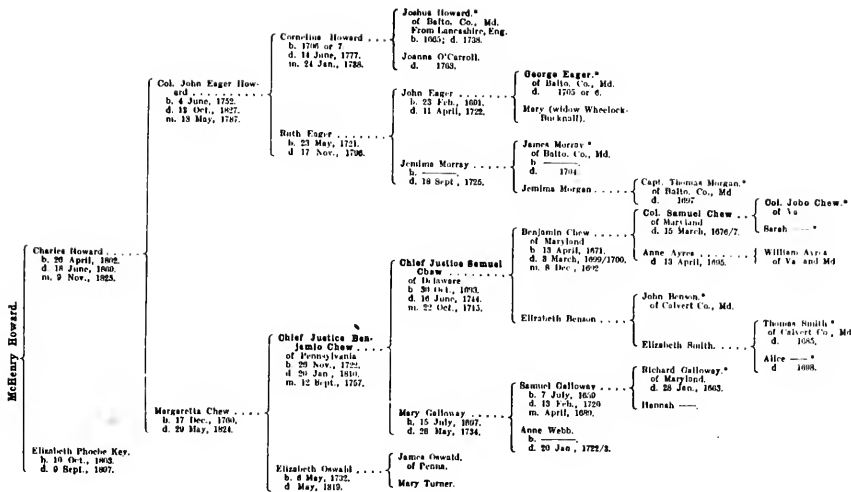 McHenry Howard.
Charles Howard
b. 26 April, 1802.
d. 18 June, 1869.
m. 9 Nov., 1825.
Elizabeth Phoebe Key.
b. 10 Oct., 1803.
d. 9 Sept., 1897.
Col. John Eager How-
ard
b. 4 June, 1752.
d. 12 Oct., 1827.
m. 18 May, 1787.
Margaretta Chew
b. 17 Dec., 1760.
d. 29 May, 1824.
Cornelius Howard
b. 1706 or 7.
d. 14 June, 1777.
m. 24 Jan., 1738.
Ruth Eager
b. 23 May, 1721.
d 17 Nov., 1796.
Chief Justice Ben-
jamin Chew
of Pennsylvania
b 29 Nov., 1722.
d 20 Jan, 1810.
m. 12 Sept., 1757.
Elizabeth Oswald
b. 6 May, 1732.
d May, 1819.
Joshua Howard.*
of Balto. Co., Md.
From Lancashire, Eng.
b. 1665; d. 1738.
Joanna O'Carroll.
d. 1763.
John Eager
b. 23 Feb., 1691.
d. 11 April, 1722.
Jemima Murray
b.
d. 18 Sept, 1725.
Chief Justice Samuel
Chew
of Delaware
b 30 Oct., 1693.
d. 16 June, 1744.
m. 22 Oct., 1715.
Mary Galloway
b. 15 July, 1697.
d. 26 May, 1734.
James Oswald.
of Penna.
Mary Turner.
George Eager.*
of Balto. Co., Md.
d. 1705 or 6.
Mary (widow Wheelock-
Bucknall).
James Murray *
of Balto. Co., Md.
b
d. 1704
Jemima Morgan
Benjamin Chew
of Maryland
b 13 April, 1671.
d. 3 March, 1699/1700.
m. 8 Dec, 1692
Elizabeth Benson
Samuel Galloway
b. 7 July, 1659
d. 13 Feb., 1720
m. April, 1689.
Anne Webb.
b.
d. 20 Jan, 1722/3.
Capt. Thomas Morgan.*
of Balto. Co., Md
d. 1697
Col. Samuel Chew
of Maryland
d. 15 March, 1676/7.
Anne Ayres
d 13 April, 1695.
John Benson.*
of Calvert Co., Md.
Elizabeth Smith.
Richard Galloway.*
of Maryland.
d. 28 Jan., 1663.
Hannah —.
Col. John Chew.*
of Va
Sarah — *
William Ayres
of Va and Md
Thomas Smith *
of Calvert Co, Md
d. 1685.
Alice — *
d 1698.